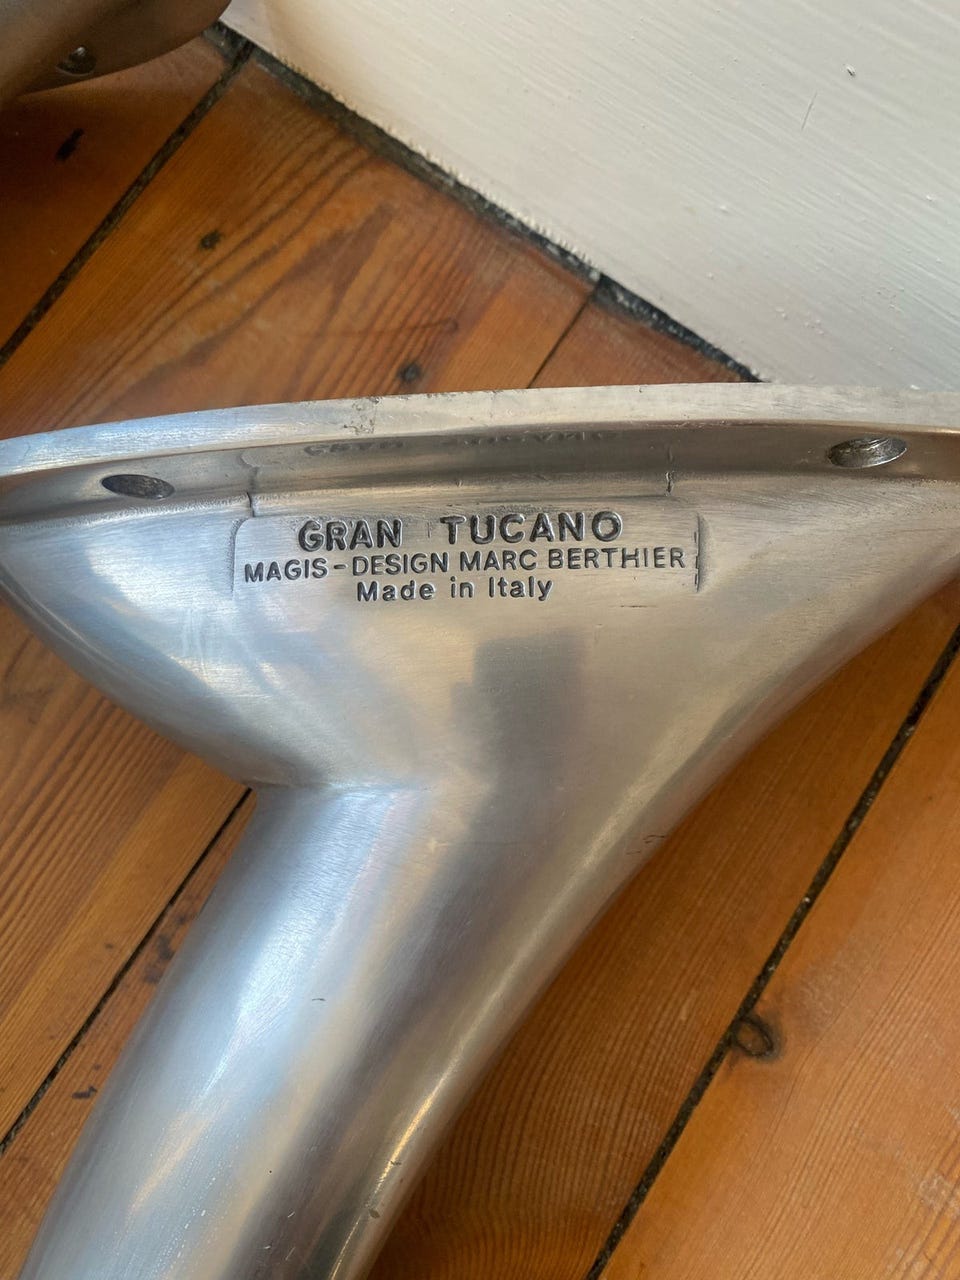 GRAN TUCANO
MAGIS-DESIGN MARC BERTHIER
Made in Italy